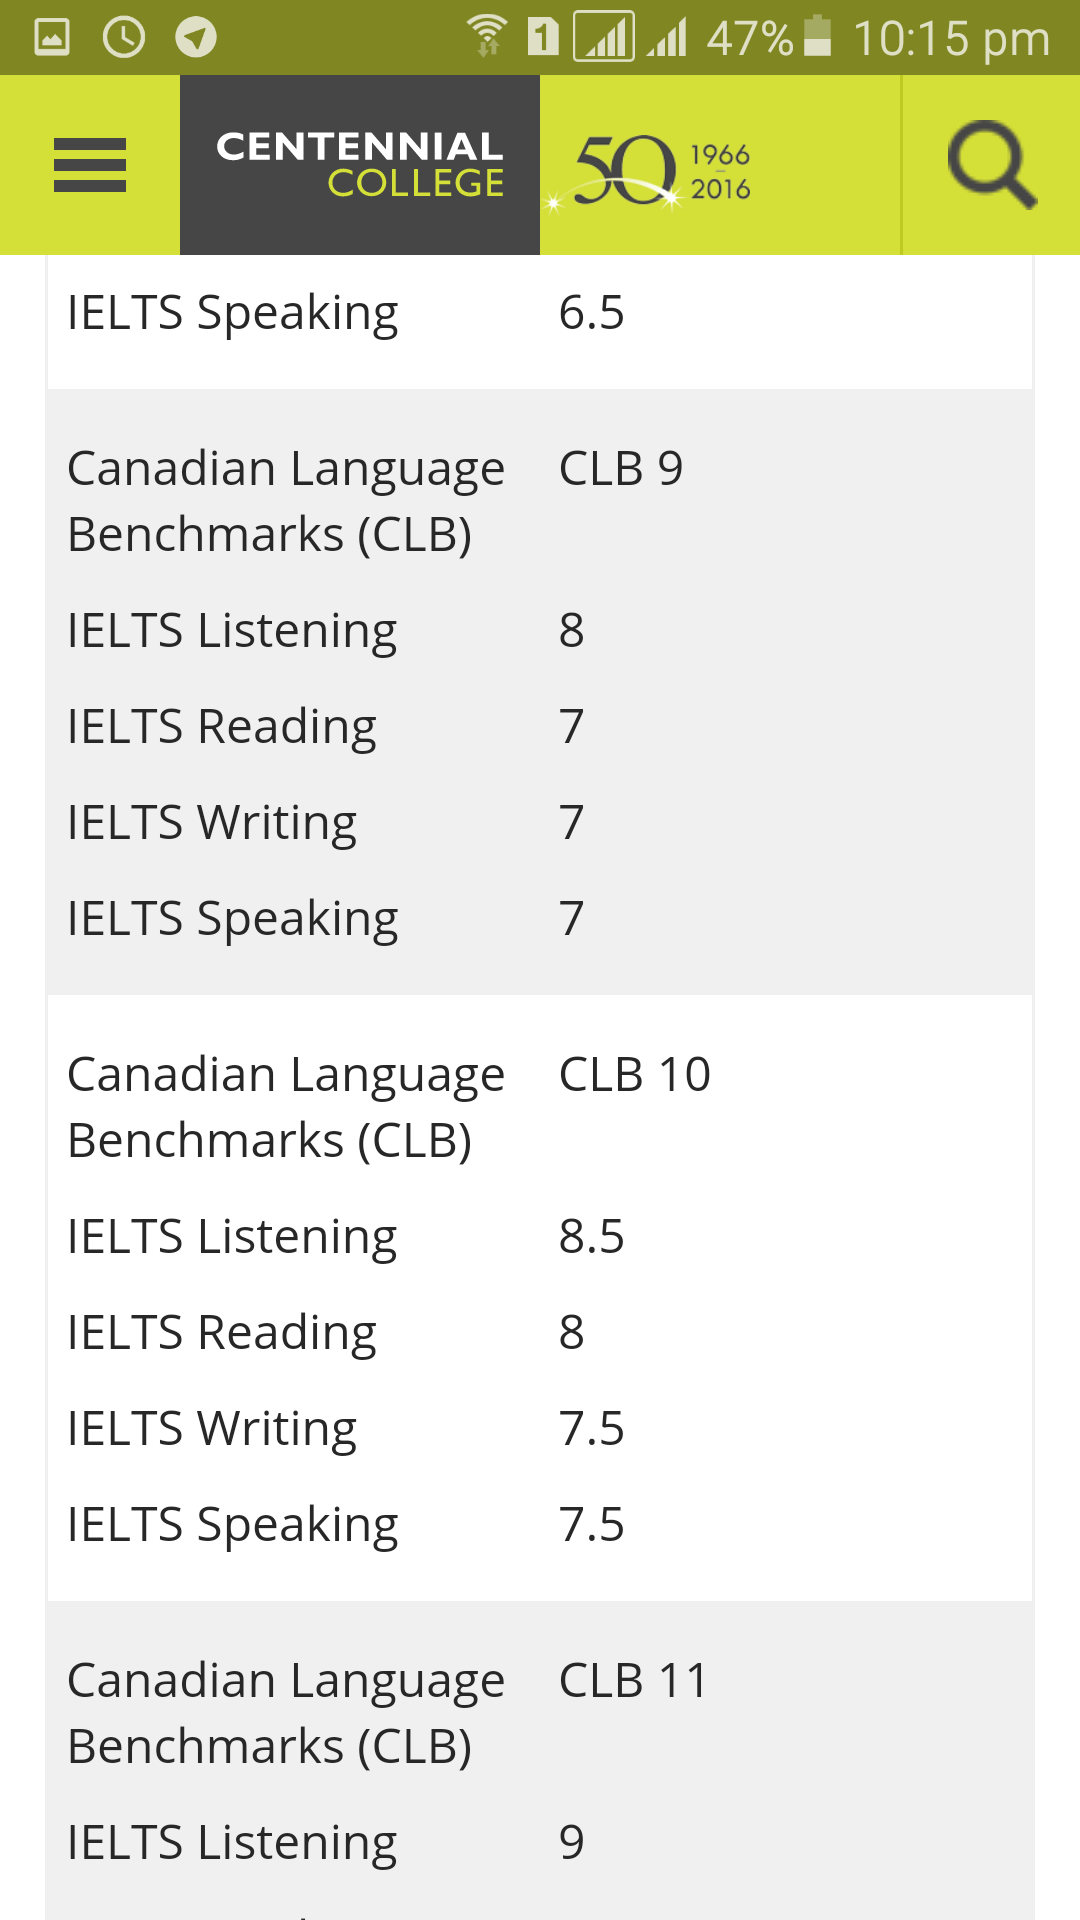 1 47% 10:15 pm
CENTENNIAL
COLLEGE
50 1966
2016
IELTS Speaking 6.5
Canadian Language CLB 9
Benchmarks (CLB)
IELTS Listening 8
IELTS Reading 7
IELTS Writing 7
IELTS Speaking 7
Canadian Language CLB 10
Benchmarks (CLB)
IELTS Listening 8.5
IELTS Reading 8
IELTS Writing 7.5
IELTS Speaking 7.5
Canadian Language CLB 11
Benchmarks (CLB)
IELTS Listening 9